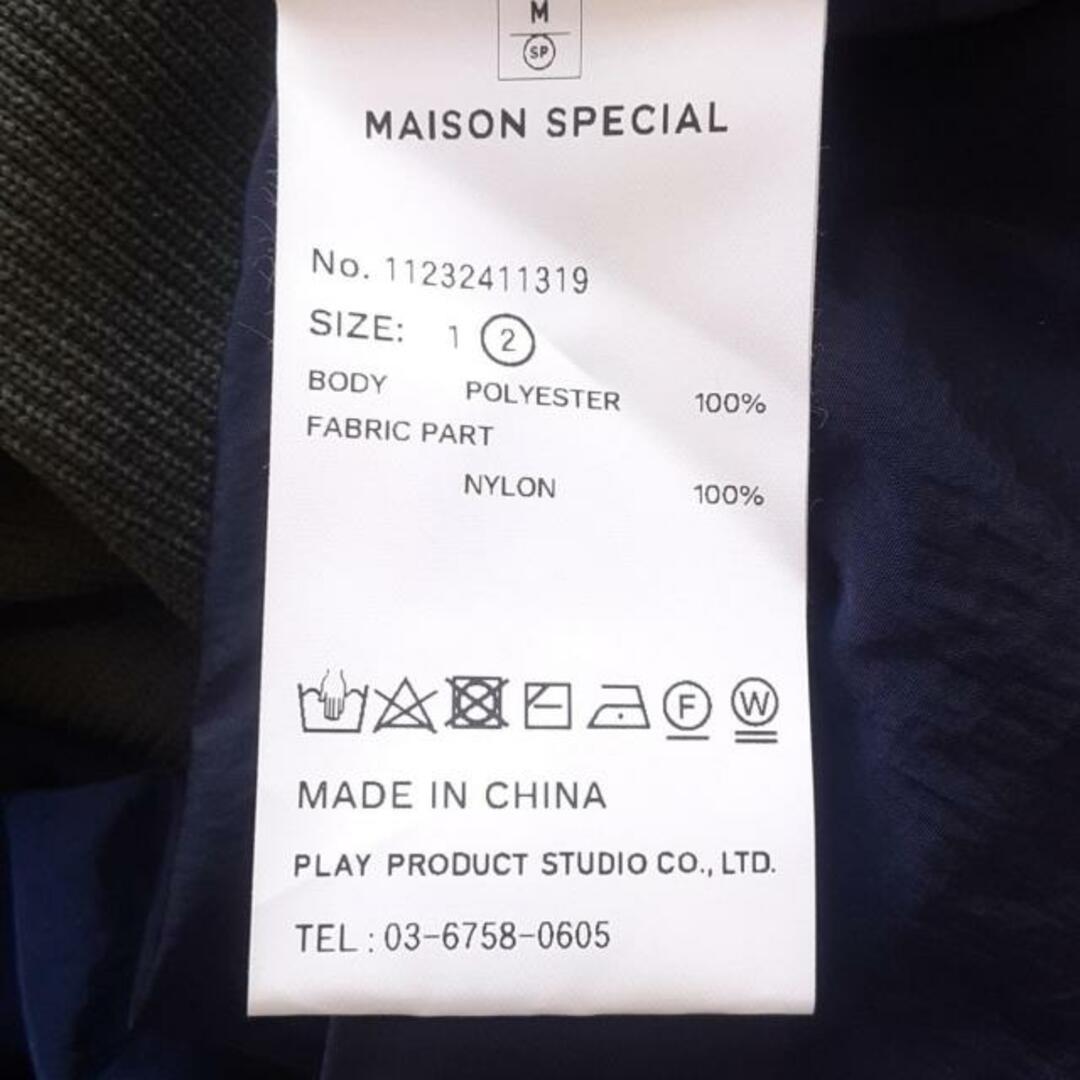 M
SP
MAISON SPECIAL
No. 11232411319
SIZE: 1 2
BODY POLYESTER 100%
FABRIC PART
NYLON 100%
F W
MADE IN CHINA
PLAY PRODUCT STUDIO CO., LTD.
TEL : 03-6758-0605